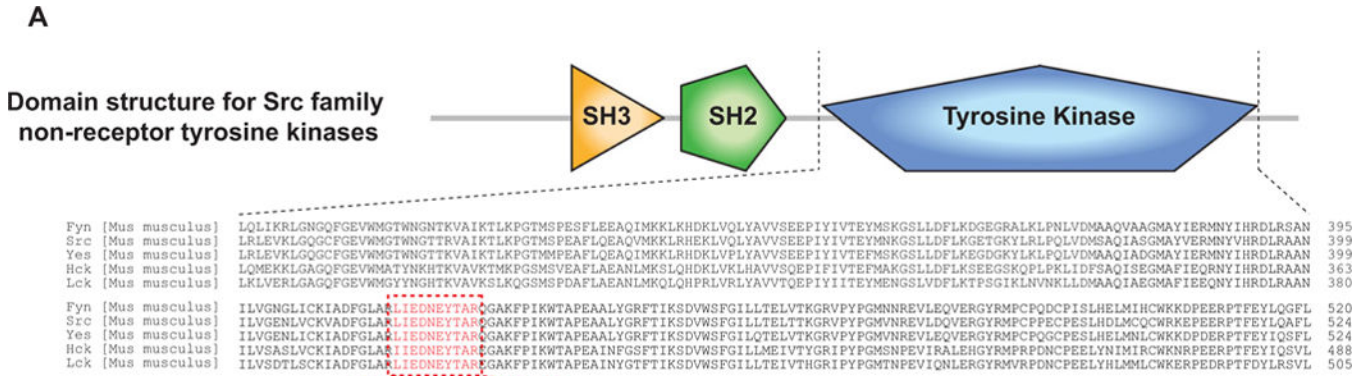 A
Domain structure for Src family
non-receptor tyrosine kinases
SH3 SH2 Tyrosine Kinase
Fyn [Mus musculus] LQLIKRLGNGQFGEVWMGTWNGNTKVAIKTLKPGTMSPESFLEEAQIMKKLKHDKLVQLYAVVSEEPIYIVTEYMSKGSLLDFLKDGEGRALKLPNLVDMAAQVAAGMAYIERMNYIHRDLRSAN 395
Src [Mus musculus] LRLEVKLGQGCFGEVWMGTWNGTTRVAIKTLKPGTMSPEAFLQEAQVMKKLRHEKLVQLYAVVSEEPIYIVTEYMNKGSLLDFLKGETGKYLRLPQLVDMSAQIASGMAYVERMNYVHRDLRAAN 399
Yes [Mus musculus] LRLEVKLGQGCFGEVWMGTWNGTTKVAIKTLKPGTMMPEAFLQEAQIMKKLRHDKLVPLYAVVSEEPIYIVTEFMSKGSLLDFLKEGDGKYLKLPQLVDMAAQIADGMAYIERMNYIHRDLRAAN 399
Hck [Mus musculus] LQMEKKLGAGQFGEVWMATYNKHTKVAVKTMKPGSMSVEAFLAEANLMKSLQHDKLVKLHAVVSQEPIFIVTEFMAKGSLLDFLKSEEGSKQPLPKLIDFSAQISEGMAFIEQRNYIHRDLRAAN 363
Lck [Mus musculus] LKLVERLGAGQFGEVWMGYYNGHTKVAVKSLKQGSMSPDAFLAEANLMKQLQHPRLVRLYAVVTQEPIYIITEYMENGSLVDFLKTPSGIKLNVNKLLDMAAQIAEGMAFIEEQNYIHRDLRAAN 380
Fyn [Mus musculus] ILVGNGLICKIADFGLARLIEDNEYTARQGAKFPIKWTAPEAALYGRFTIKSDVWSFGILLTELVTKGRVPYPGMNNREVLEQVERGYRMPCPQDCPISLHELMIHCWKKDPEERPTFEYLQGFL 520
Src [Mus musculus] ILVGENLVCKVADFGLARLIEDNEYTARQGAKFPIKWTAPEAALYGRFTIKSDVWSFGILLTELTTKGRVPYPGMVNREVLDQVERGYRMPCPPECPESLHDLMCQCWRKEPEERPTFEYLQAFL 524
Yes [Mus musculus] ILVGENLVCKIADFGLARLIEDNEYTARQGAKFPIKWTAPEAALYGRFTIKSDVWSFGILQTELVTKGRVPYPGMVNREVLEQVERGYRMPCPQGCPESLHELMNLCWKKDPDERPTFEYIQSFL 524
Hck [Mus musculus] ILVSASLVCKIADFGLARIIEDNEYTAREGAKFPIKWTAPEAINFGSFTIKSDVWSFGILLMEIVTYGRIPYPGMSNPEVIRALEHGYRMPRPDNCPEELYNIMIRCWKNRPEERPTFEYIQSVL 488
Lck [Mus musculus] ILVSDTLSCKIADFGLARLIEDNEYTAREGAKFPIKWTAPEAINYGTFTIKSDVWSFGILLTEIVTHGRIPYPGMTNPEVIQNLERGYRMVRPDNCPEELYHLMMLCWKERPEDRPTFDYLRSVL 505